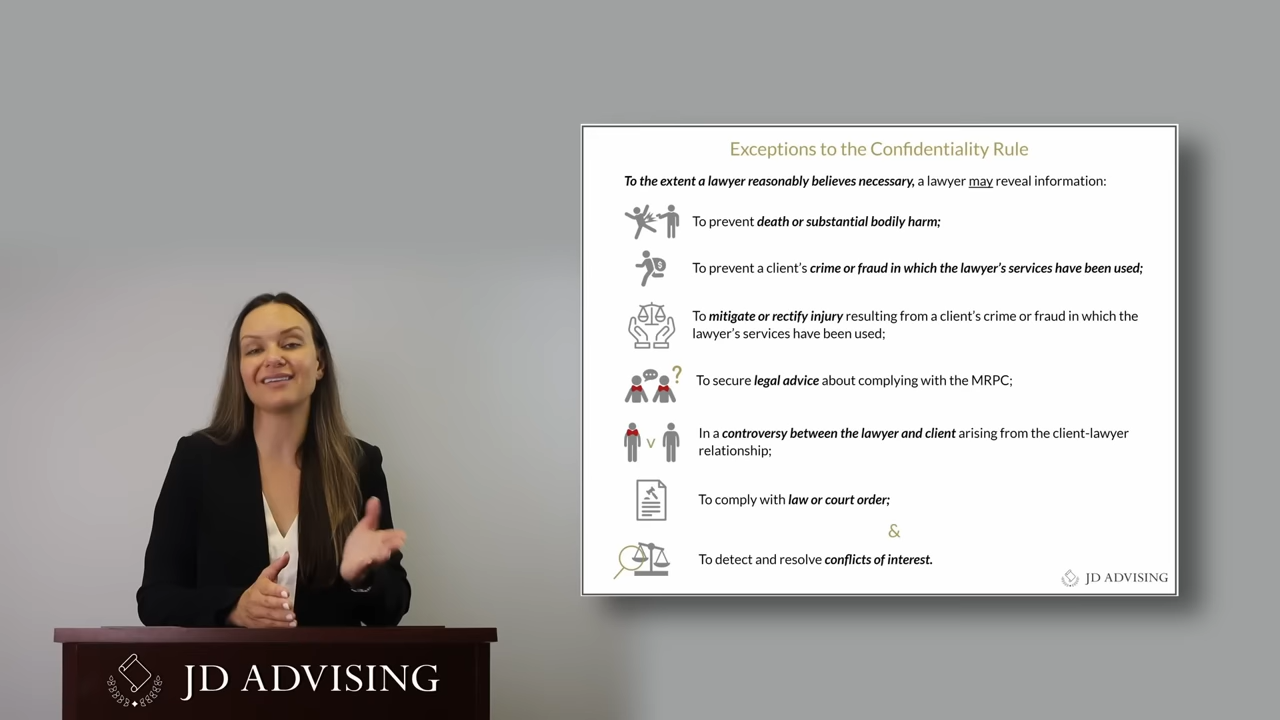 Exceptions to the Confidentiality Rule
To the extent a lawyer reasonably believes necessary, a lawyer may reveal information:
To prevent death or substantial bodily harm;
To prevent a client's crime or fraud in which the lawyer's services have been used;
To mitigate or rectify injury resulting from a client's crime or fraud in which the
lawyer's services have been used;
?
To secure legal advice about complying with the MRPC;
v
In a controversy between the lawyer and client arising from the client-lawyer
relationship;
To comply with law or court order;
&
To detect and resolve conflicts of interest.
JD ADVISING
JD ADVISING